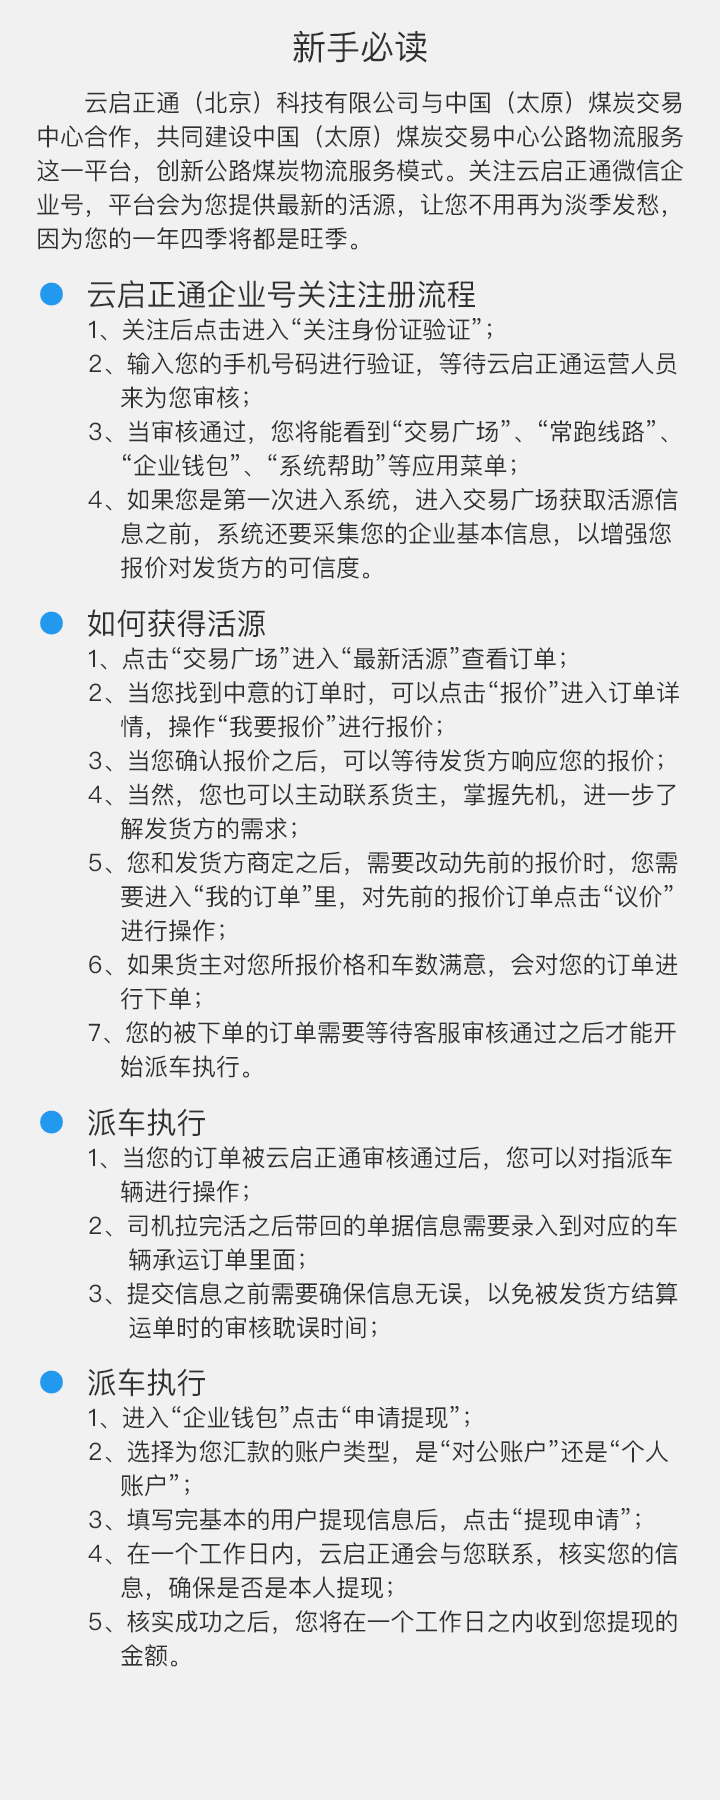 新手必读
云启正通（北京）科技有限公司与中国（太原）煤炭交易
中心合作，共同建设中国（太原）煤炭交易中心公路物流服务
这一平台，创新公路煤炭物流服务模式。关注云启正通微信企
业号，平台会为您提供最新的活源，让您不用再为淡季发愁，
因为您的一年四季将都是旺季。
云启正通企业号关注注册流程
1、关注后点击进入“关注身份证验证”；
2、输入您的手机号码进行验证，等待云启正通运营人员
来为您审核；
3、当审核通过，您将能看到“交易广场”、“常跑线路”、
“企业钱包”、“系统帮助”等应用菜单；
4、如果您是第一次进入系统，进入交易广场获取活源信
息之前，系统还要采集您的企业基本信息，以增强您
报价对发货方的可信度。
如何获得活源
1、点击“交易广场”进入“最新活源”查看订单；
2、当您找到中意的订单时，可以点击“报价”进入订单详
情，操作“我要报价”进行报价；
3、当您确认报价之后，可以等待发货方响应您的报价；
4、当然，您也可以主动联系货主，掌握先机，进一步了
解发货方的需求；
5、您和发货方商定之后，需要改动先前的报价时，您需
要进入“我的订单”里，对先前的报价订单点击“议价”
进行操作；
6、如果货主对您所报价格和车数满意，会对您的订单进
行下单；
7、您的被下单的订单需要等待客服审核通过之后才能开
始派车执行。
派车执行
1、当您的订单被云启正通审核通过后，您可以对指派车
辆进行操作；
2、司机拉完活之后带回的单据信息需要录入到对应的车
辆承运订单里面；
3、提交信息之前需要确保信息无误，以免被发货方结算
运单时的审核耽误时间；
派车执行
1、进入“企业钱包”点击“申请提现”；
2、选择为您汇款的账户类型，是“对公账户”还是“个人
账户”；
3、填写完基本的用户提现信息后，点击“提现申请”；
4、在一个工作日内，云启正通会与您联系，核实您的信
息，确保是否是本人提现；
5、核实成功之后，您将在一个工作日之内收到您提现的
金额。